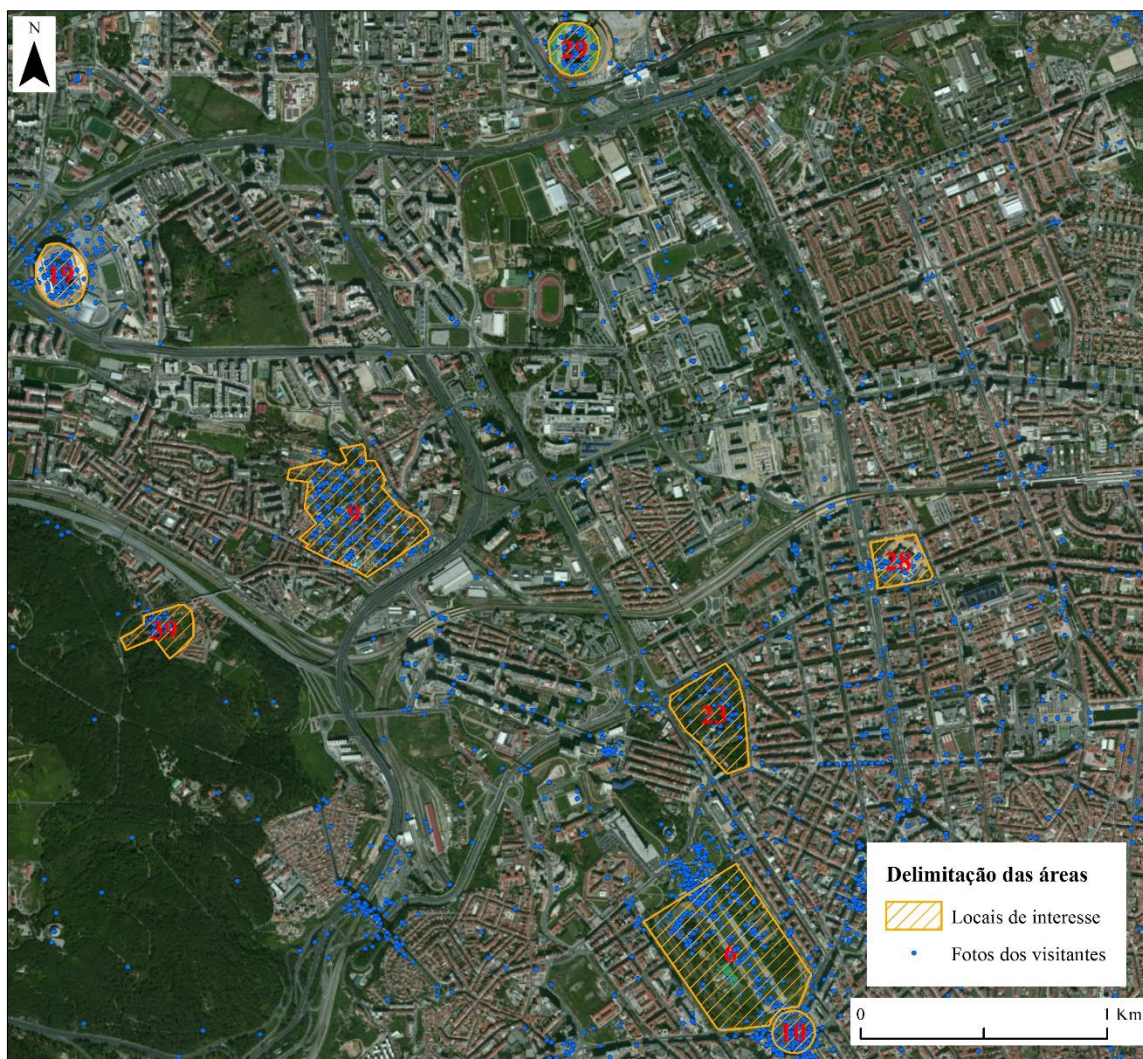 N
29
19
9
28
39
23
6
10
Delimitação das áreas
Locais de interesse
Fotos dos visitantes
0 1 Km